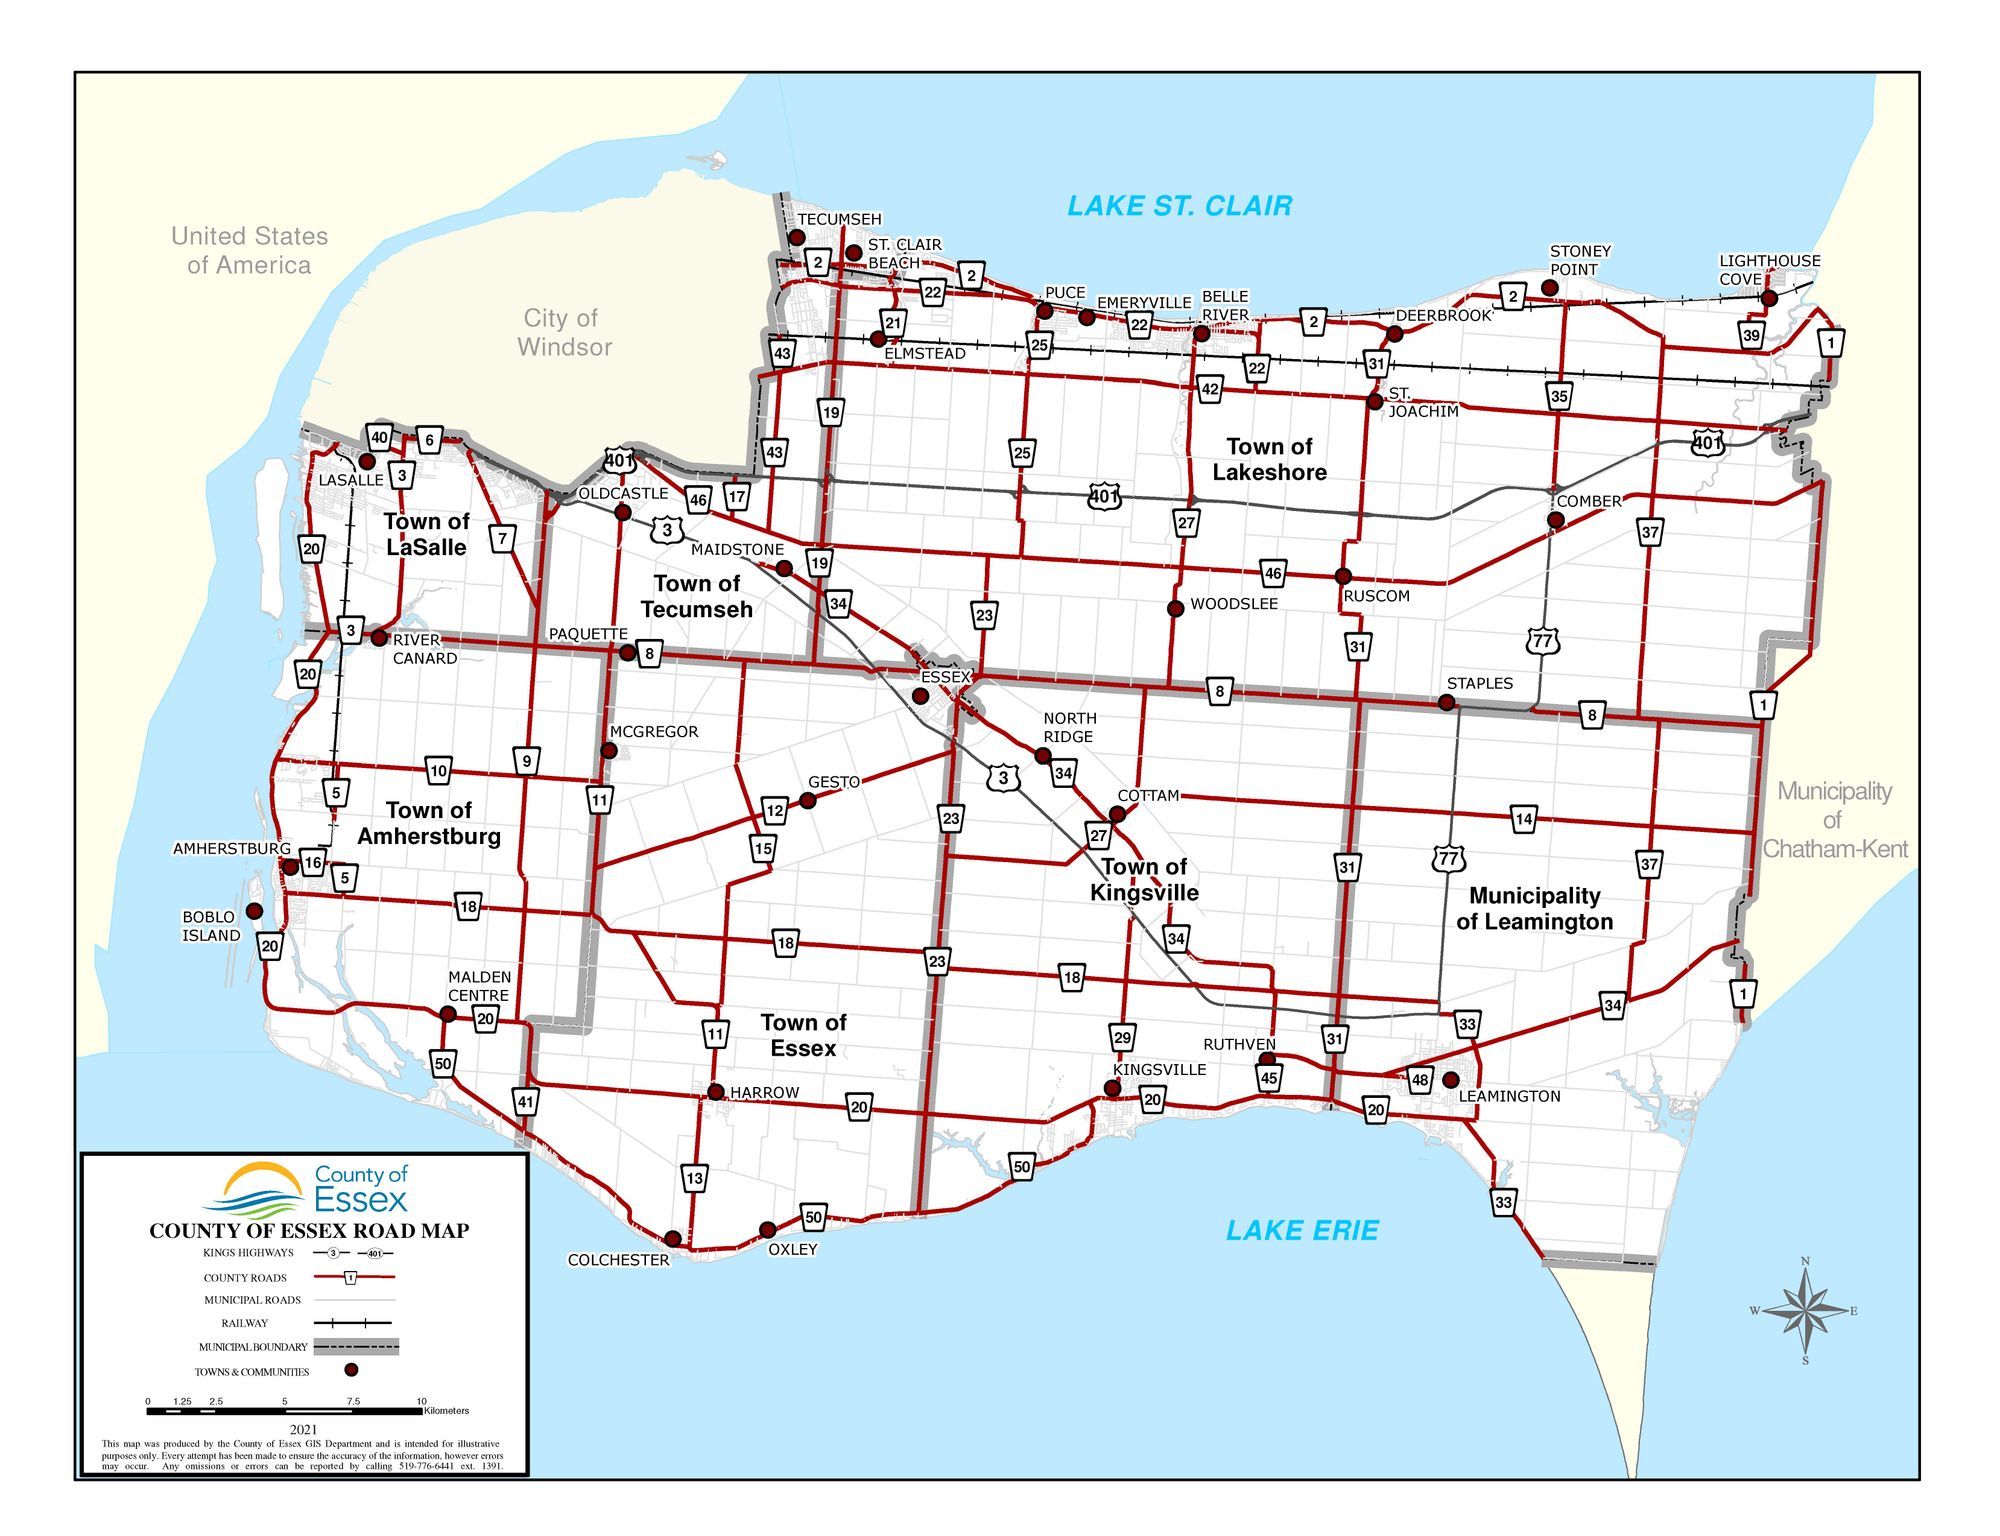 LAKE ST. CLAIR
TECUMSEH
ST. CLAIR
BEACH
United States
of America
City of
Windsor
STONEY
POINT
LIGHTHOUSE
COVE
2
2
22
PUCE
EMERYVILLE
BELLE
RIVER
22
2
DEERBROOK
2
39
1
21
ELMSTEAD
43
25
22
31
42
ST.
JOACHIM
35
19
40
6
LASALLE
3
401
43
25
Town of
Lakeshore
401
OLDCASTLE
46
17
401
COMBER
Town of
LaSalle
7
3
27
37
20
MAIDSTONE
19
46
Town of
Tecumseh
34
23
WOODSLEE
RUSCOM
3
RIVER
CANARD
PAQUETTE
8
31
77
20
ESSEX
8
STAPLES
8
1
MCGREGOR
NORTH
RIDGE
10
9
GESTO
3
34
5
11
12
COTTAM
Municipality
of
Chatham-Kent
Town of
Amherstburg
23
14
27
AMHERSTBURG
16
5
15
Town of
Kingsville
31
77
37
BOBLO
ISLAND
18
Municipality
of Leamington
20
18
23
34
18
MALDEN
CENTRE
20
1
34
Town of
Essex
11
33
29
RUTHVEN
31
50
KINGSVILLE
45
48
LEAMINGTON
41
HARROW
20
20
20
50
13
33
50
COLCHESTER
OXLEY
LAKE ERIE
County of
Essex
COUNTY OF ESSEX ROAD MAP
KINGS HIGHWAYS 3 401
COUNTY ROADS 1
MUNICIPAL ROADS
RAILWAY
MUNICIPAL BOUNDARY
TOWNS & COMMUNITIES
0 1.25 2.5 5 7.5 10
Kilometers
2021
This map was produced by the County of Essex GIS Department and is intended for illustrative
purposes only. Every attempt has been made to ensure the accuracy of the information, however errors
may occur. Any omissions or errors can be reported by calling 519-776-6441 ext. 1391.
N
W E
S